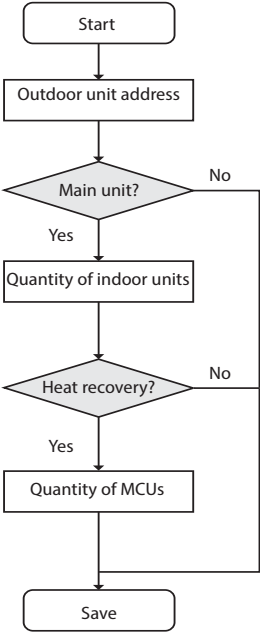 Start
Outdoor unit address
Main unit?
No
Yes
Quantity of indoor units
Heat recovery?
No
Yes
Quantity of MCUs
Save